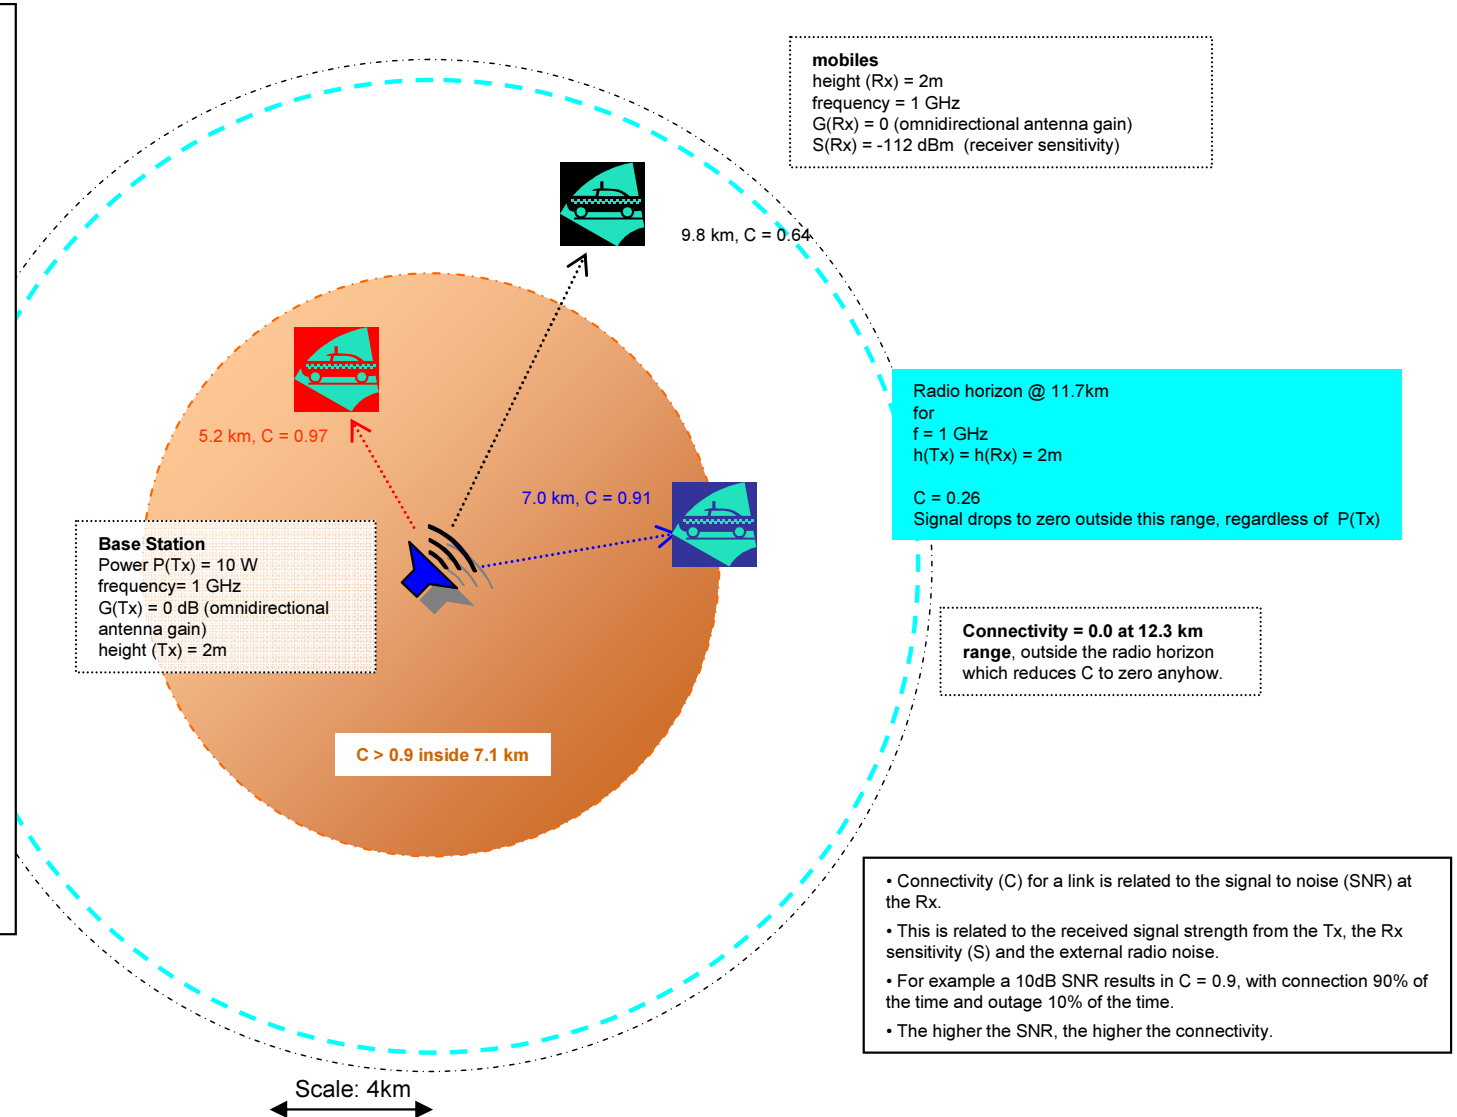 mobiles
height (Rx) = 2m
frequency = 1 GHz
G(Rx) = 0 (omnidirectional antenna gain)
S(Rx) = -112 dBm  (receiver sensitivity)
9.8 km, C = 0.64
Radio horizon @ 11.7km
for
f = 1 GHz
h(Tx) = h(Rx) = 2m
C = 0.26
Signal drops to zero outside this range, regardless of  P(Tx)
5.2 km, C = 0.97
7.0 km, C = 0.91
Base Station
Power P(Tx) = 10 W
frequency= 1 GHz
G(Tx) = 0 dB (omnidirectional
antenna gain)
height (Tx) = 2m
Connectivity = 0.0 at 12.3 km
range, outside the radio horizon
which reduces C to zero anyhow.
C > 0.9 inside 7.1 km
• Connectivity (C) for a link is related to the signal to noise (SNR) at
the Rx.
• This is related to the received signal strength from the Tx, the Rx
sensitivity (S) and the external radio noise.
• For example a 10dB SNR results in C = 0.9, with connection 90% of
the time and outage 10% of the time.
• The higher the SNR, the higher the connectivity.
Scale: 4km